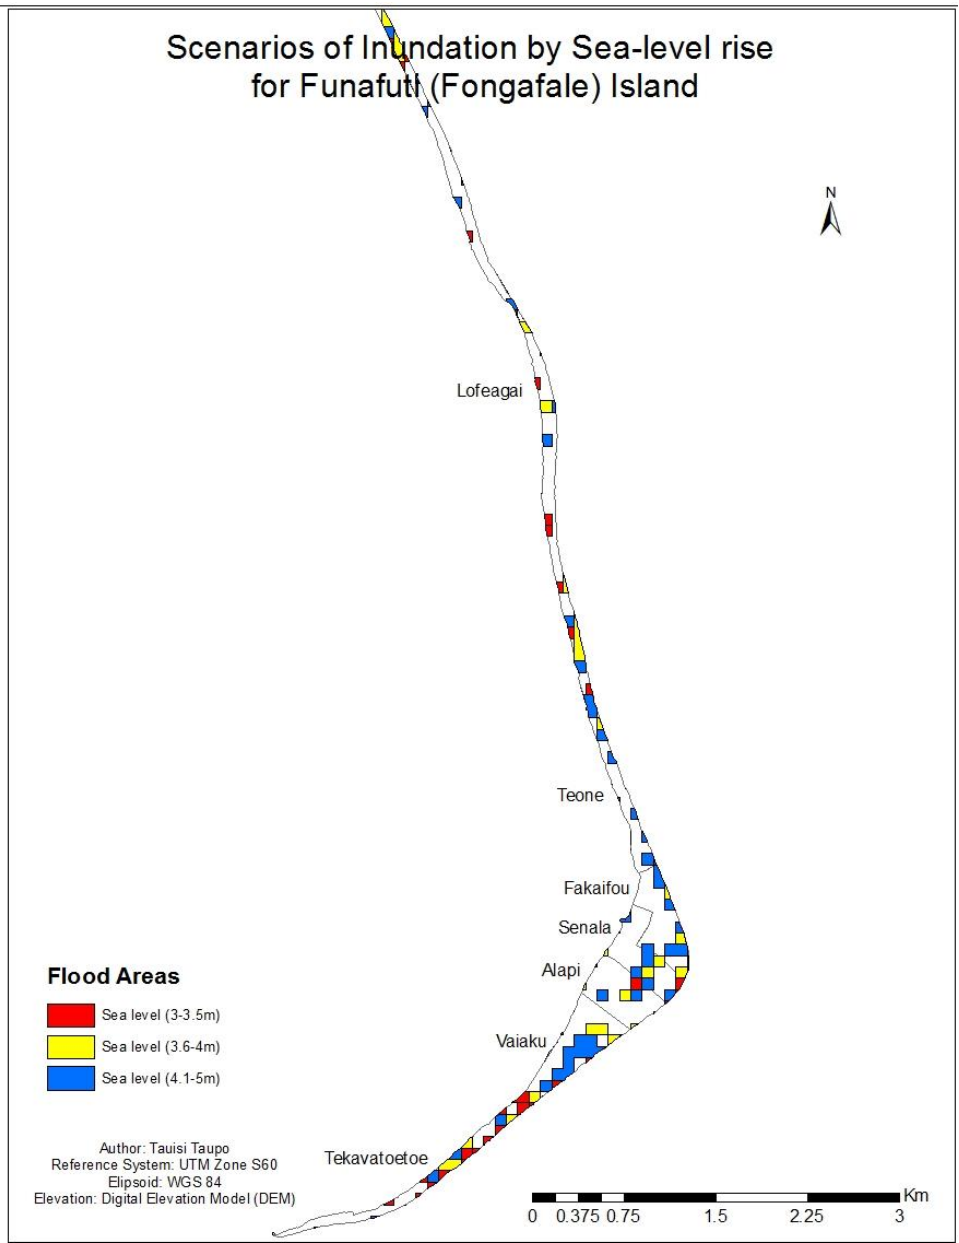 Scenarios of Inundation by Sea-level rise
for Funafuti (Fongafale) Island
N
Lofeagai
Teone
Fakaifou
Senala
Alapi
Vaiaku
Tekavatoetoe
Flood Areas
Sea level (3-3.5m)
Sea level (3.6-4m)
Sea level (4.1-5m)
Author: Tauisi Taupo
Reference System: UTM Zone S60
Elipsoid: WGS 84
Elevation: Digital Elevation Model (DEM)
Km
0 0.375 0.75 1.5 2.25 3